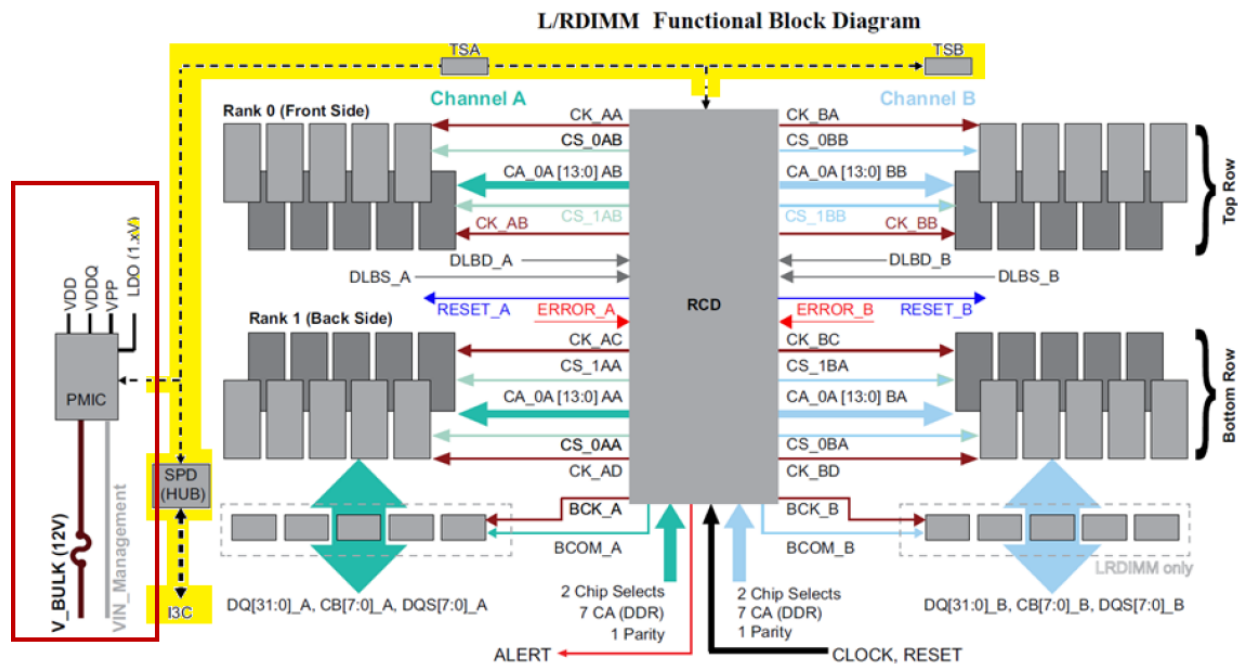 L/RDIMM Functional Block Diagram
TSA
TSB
Channel A
Channel B
Rank 0 (Front Side)
CK_AA
CS_0AB
CA_0A [13:0] AB
CS_1AB
CK_AB
DLBD_A
DLBS_A
RESET_A
ERROR_A
Rank 1 (Back Side)
CK_AC
CS_1AA
CA_0A [13:0] AA
CS_0AA
CK_AD
BCK_A
BCOM_A
RCD
CK_BA
CS_0BB
CA_0A [13:0] BB
CS_1BB
CK_BB
DLBD_B
DLBS_B
ERROR_B
RESET_B
CK_BC
CS_1BA
CA_0A [13:0] BA
CS_0BA
CK_BD
BCK_B
BCOM_B
Top Row
Bottom Row
LRDIMM only
VDD
VDDQ
VPP
LDO (1.xV)
PMIC
SPD
(HUB)
V_BULK (12V)
VIN_Management
I3C
DQ[31:0]_A, CB[7:0]_A, DQS[7:0]_A
2 Chip Selects
7 CA (DDR)
1 Parity
2 Chip Selects
7 CA (DDR)
1 Parity
DQ[31:0]_B, CB[7:0]_B, DQS[7:0]_B
ALERT
CLOCK, RESET